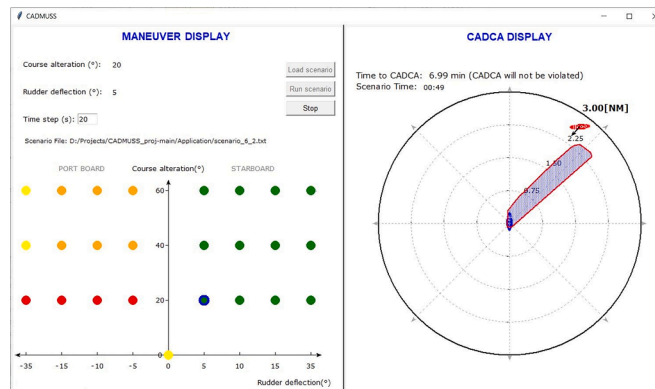 CADMUSS
MANEUVER DISPLAY
Course alteration (°): 20
Rudder deflection (°): 5
Time step (s): 20
Load scenario
Run scenario
Stop
Scenario File: D:/Projects/CADMUSS_proj-main/Application/scenario_6_2.txt
PORT BOARD Course alteration(°) STARBOARD
60
40
20
0
-35 -15 -10 -5 0 5 10 15 35
Rudder deflection(°)
CADCA DISPLAY
Time to CADCA: 6.99 min (CADCA will not be violated)
Scenario Time: 00:49
3.00[NM]
2.25
1.50
0.75